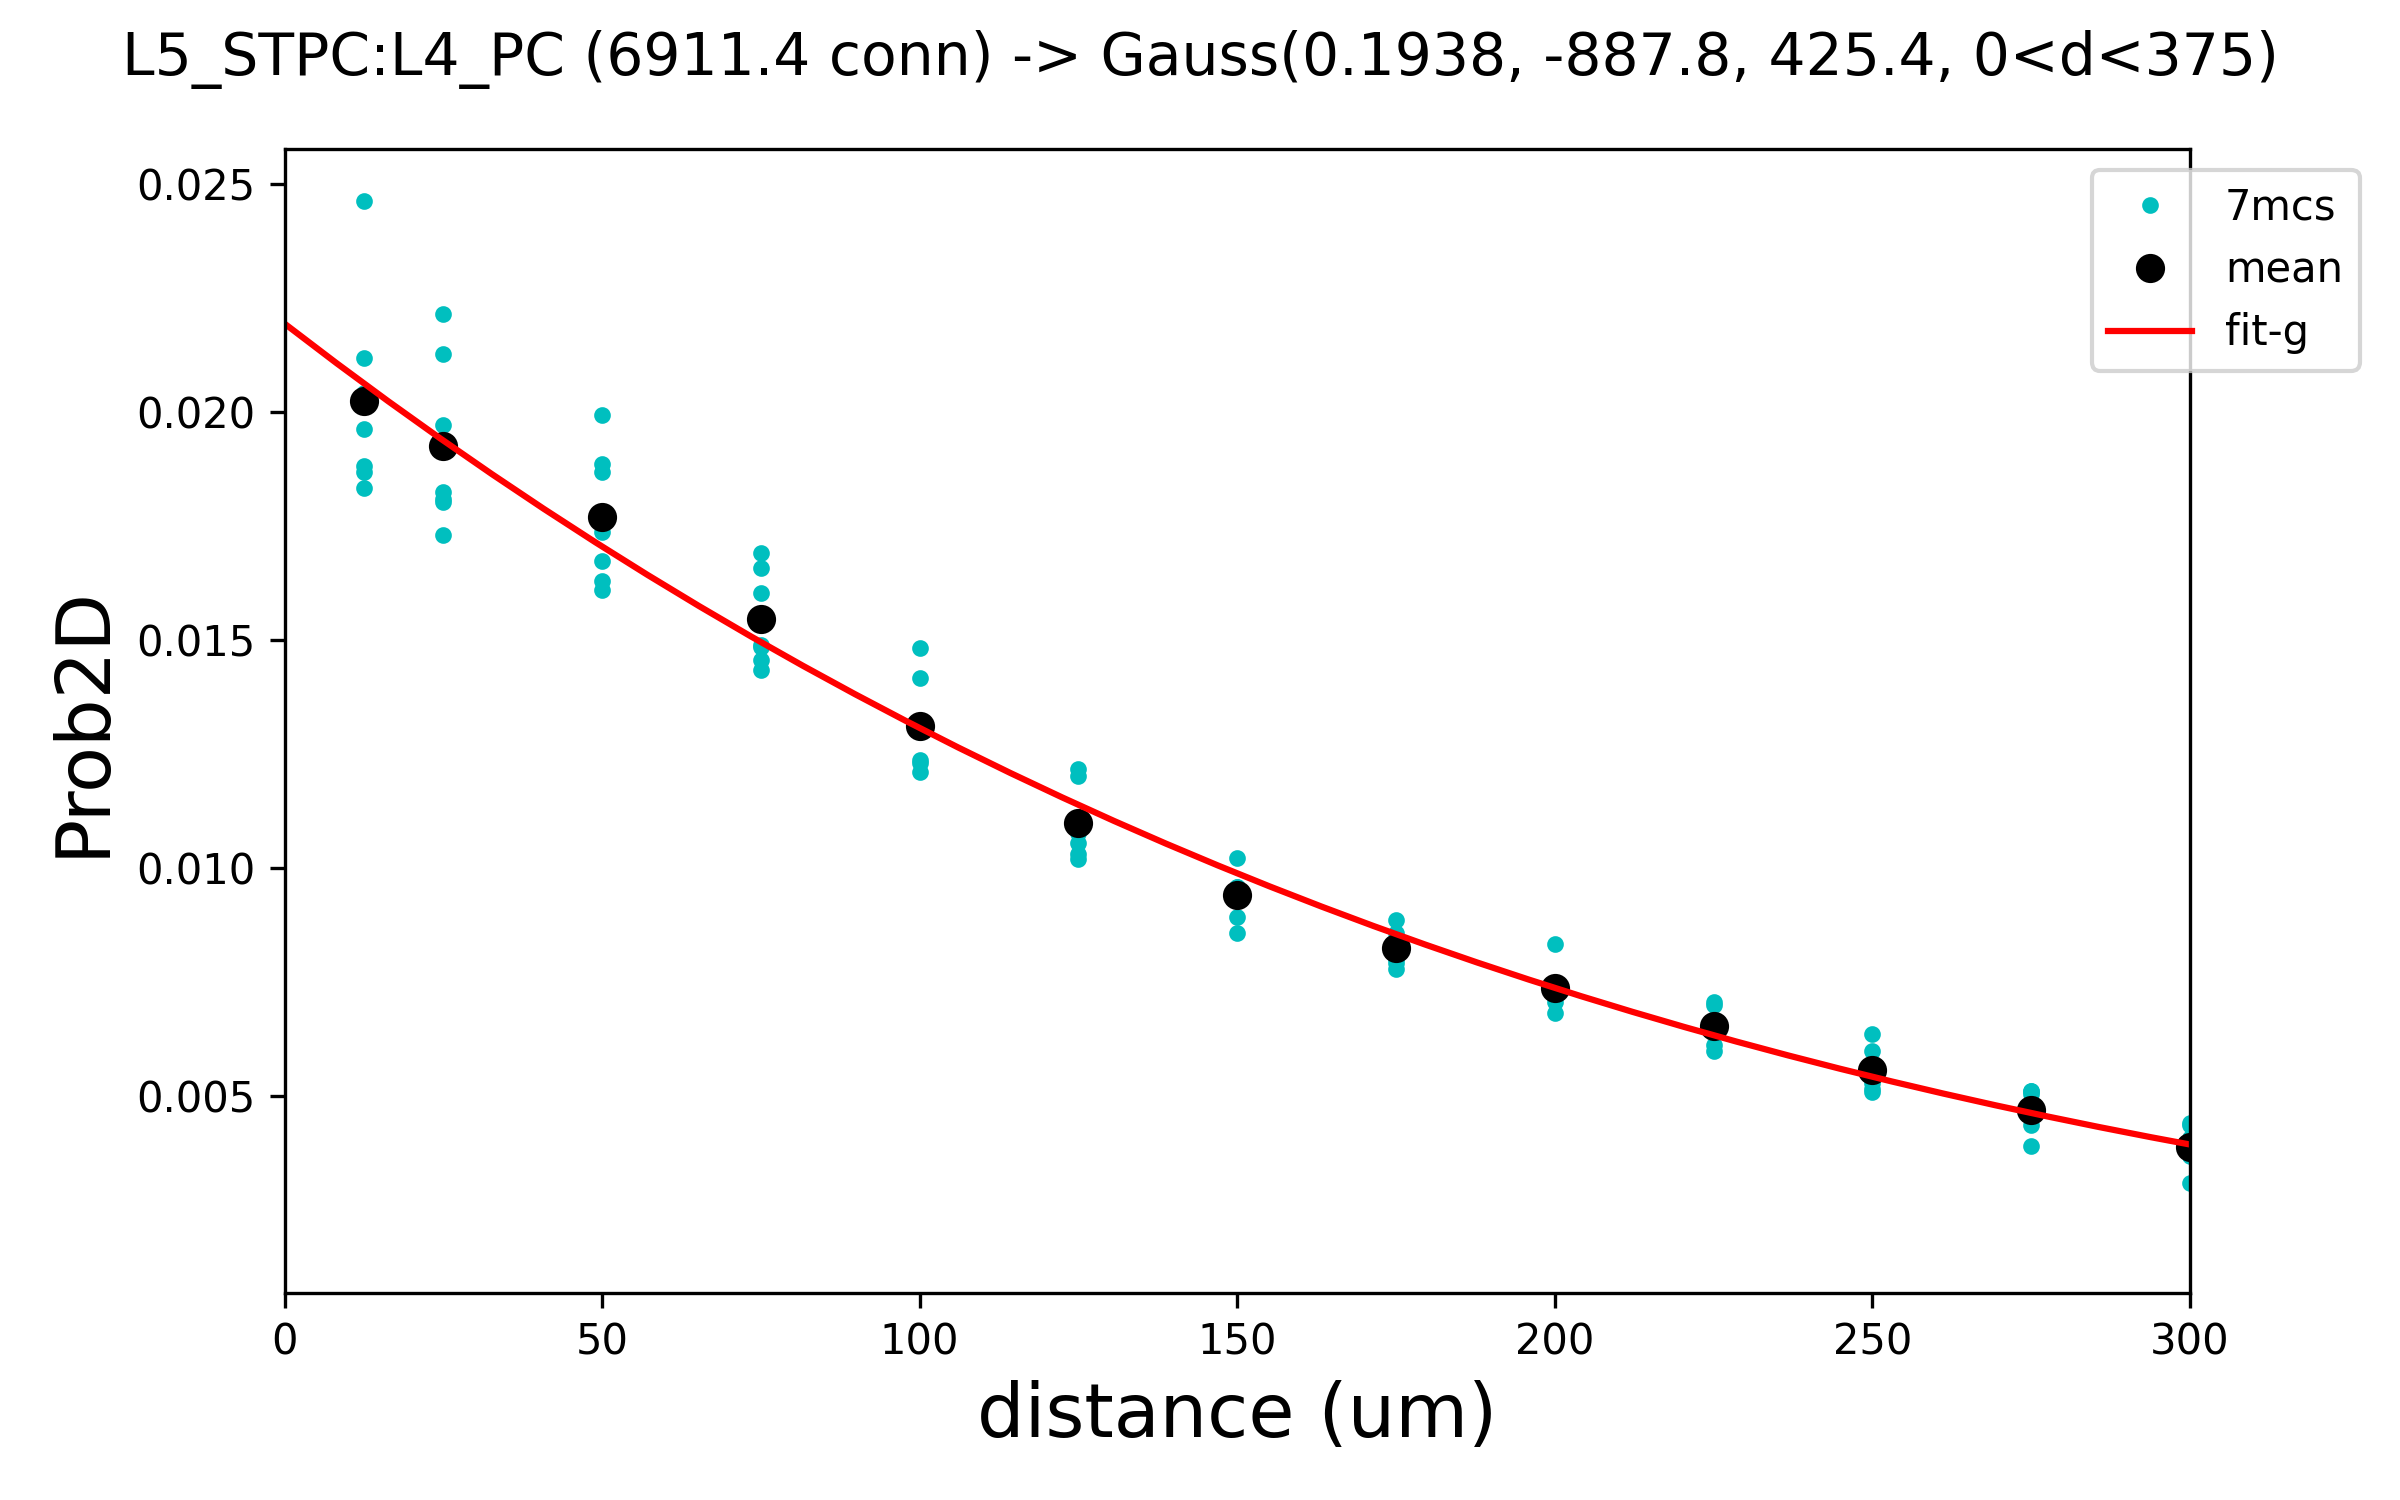 L5_STPC:L4_PC (6911.4 conn) -> Gauss(0.1938, -887.8, 425.4, 0<d<375)
7mcs
mean
fit-g
Prob2D
0.025
0.020
0.015
0.010
0.005
0 50 100 150 200 250 300
distance (um)